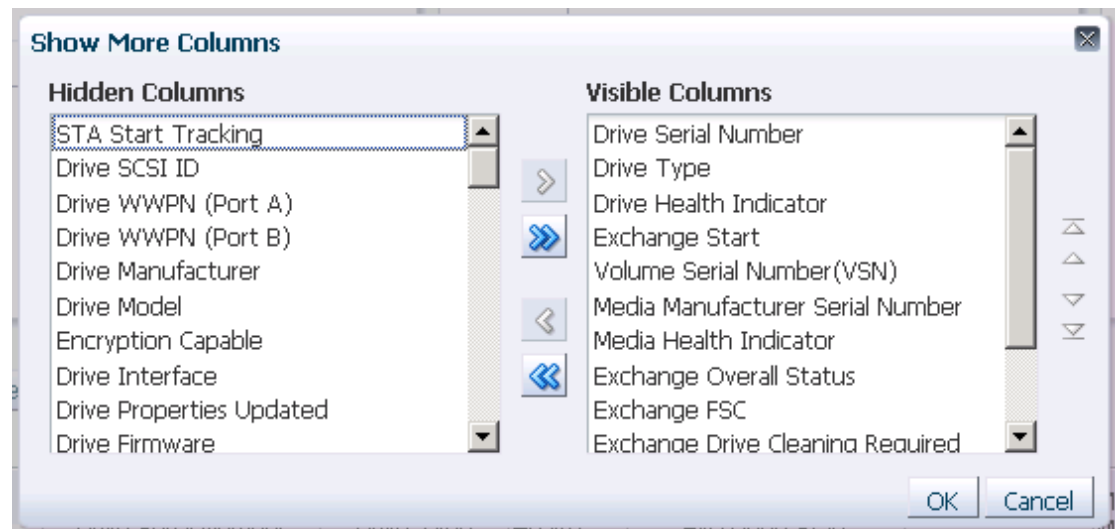 Show More Columns
Hidden Columns
STA Start Tracking
Drive SCSI ID
Drive WWPN (Port A)
Drive WWPN (Port B)
Drive Manufacturer
Drive Model
Encryption Capable
Drive Interface
Drive Properties Updated
Drive Firmware
Visible Columns
Drive Serial Number
Drive Type
Drive Health Indicator
Exchange Start
Volume Serial Number(VSN)
Media Manufacturer Serial Number
Media Health Indicator
Exchange Overall Status
Exchange FSC
Exchange Drive Cleaning Required
OK
Cancel